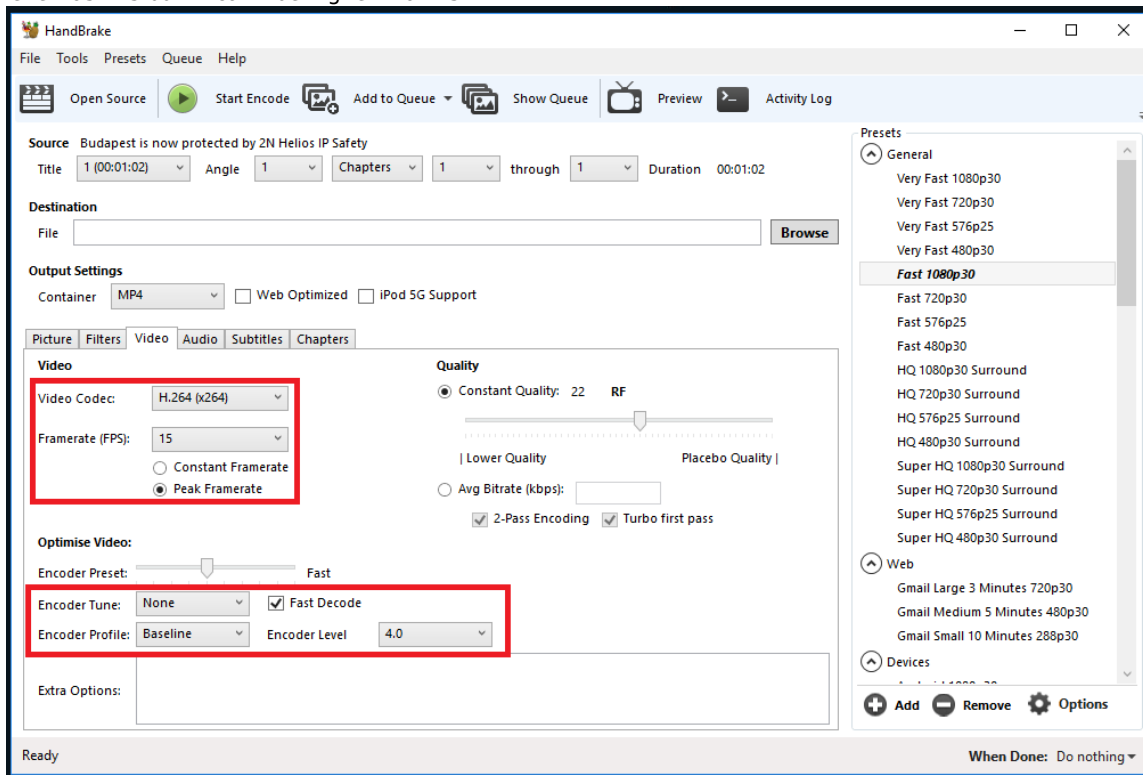 HandBrake
File Tools Presets Queue Help
Open Source Start Encode Add to Queue Show Queue Preview Activity Log
Source Budapest is now protected by 2N Helios IP Safety
Title 1 (00:01:02) Angle 1 Chapters 1 through 1 Duration 00:01:02
Destination
File Browse
Output Settings
Container MP4 Web Optimized iPod 5G Support
Picture Filters Video Audio Subtitles Chapters
Video
Video Codec: H.264 (x264)
Framerate (FPS): 15
Constant Framerate
Peak Framerate
Quality
Constant Quality: 22 RF
| Lower Quality Placebo Quality |
Avg Bitrate (kbps):
2-Pass Encoding Turbo first pass
Optimise Video:
Encoder Preset: Fast
Encoder Tune: None Fast Decode
Encoder Profile: Baseline Encoder Level 4.0
Extra Options:
Presets
General
Very Fast 1080p30
Very Fast 720p30
Very Fast 576p25
Very Fast 480p30
Fast 1080p30
Fast 720p30
Fast 576p25
Fast 480p30
HQ 1080p30 Surround
HQ 720p30 Surround
HQ 576p25 Surround
HQ 480p30 Surround
Super HQ 1080p30 Surround
Super HQ 720p30 Surround
Super HQ 576p25 Surround
Super HQ 480p30 Surround
Web
Gmail Large 3 Minutes 720p30
Gmail Medium 5 Minutes 480p30
Gmail Small 10 Minutes 288p30
Devices
Add Remove Options
Ready When Done: Do nothing